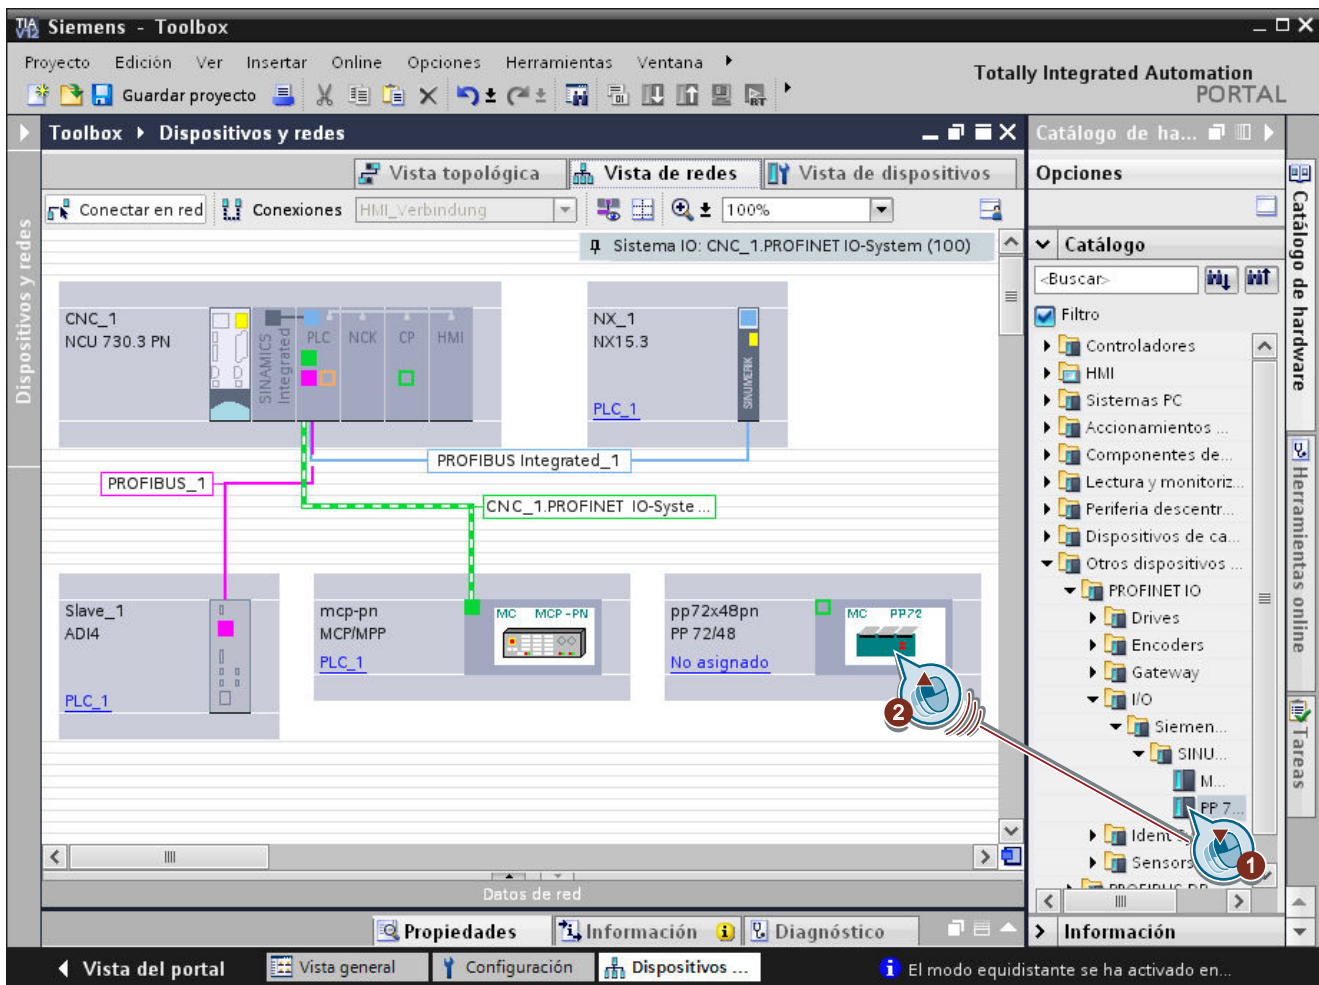 TIA V12 Siemens - Toolbox
Proyecto Edición Ver Insertar Online Opciones Herramientas Ventana
Totally Integrated Automation
PORTAL
Guardar proyecto
Toolbox Dispositivos y redes
Catálogo de ha...
Vista topológica Vista de redes Vista de dispositivos
Opciones
Conectar en red Conexiones HMI_Verbindung 100%
Sistema IO: CNC_1.PROFINET IO-System (100)
Catálogo
<Buscar>
Filtro
Controladores
HMI
Sistemas PC
Accionamientos ...
Componentes de...
Lectura y monitoriz...
Periferia descentr...
Dispositivos de ca...
Otros dispositivos ...
PROFINET IO
Drives
Encoders
Gateway
I/O
Siemen...
SINU...
M...
PP 7...
Ident
Sensors
PROFIBUS DP
Información
Dispositivos y redes
CNC_1
NCU 730.3 PN
SINAMICS
Integrated
PLC NCK CP HMI
NX_1
NX15.3
PLC_1
SINUMERIK
PROFIBUS Integrated_1
PROFIBUS_1
CNC_1.PROFINET IO-Syste ...
Slave_1
ADI4
PLC_1
mcp-pn
MCP/MPP
PLC_1
MC MCP-PN
pp72x48pn
PP 72/48
No asignado
MC PP72
2
1
Datos de red
Propiedades Información Diagnóstico
Catálogo de hardware
Herramientas online
Tareas
Vista del portal Vista general Configuración Dispositivos ...
El modo equidistante se ha activado en...